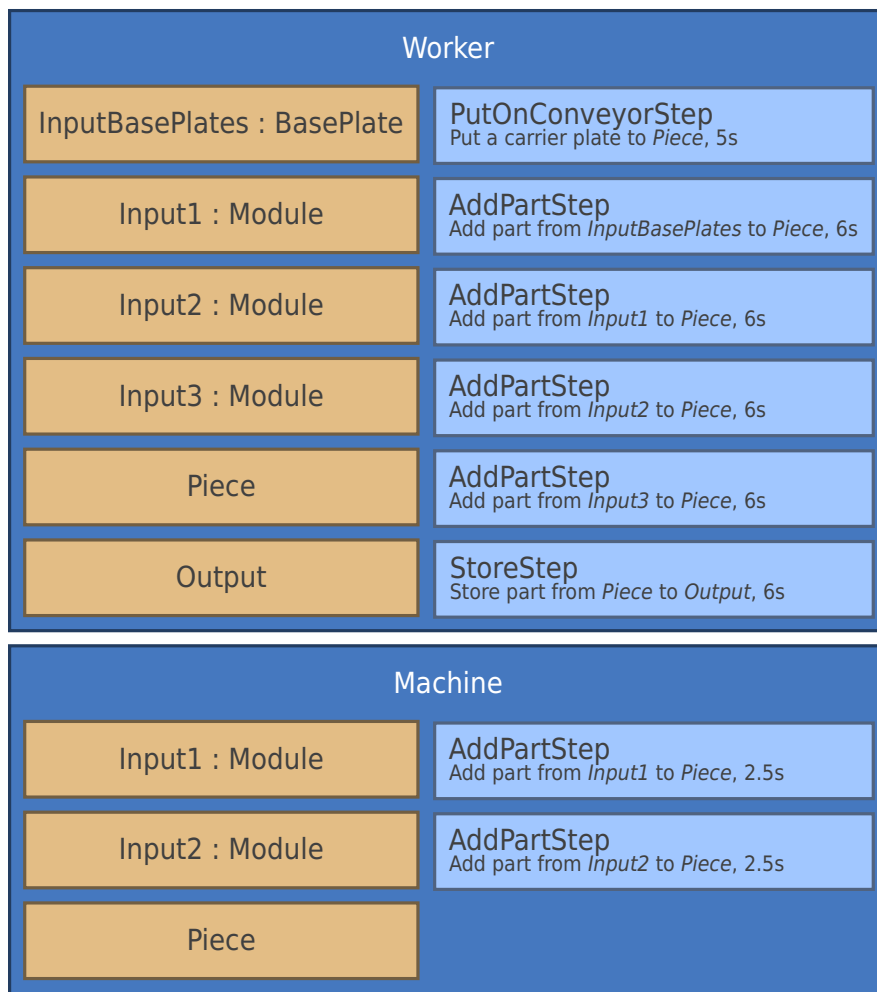 Worker
InputBasePlates : BasePlate
PutOnConveyorStep
Put a carrier plate to Piece, 5s
Input1 : Module
AddPartStep
Add part from InputBasePlates to Piece, 6s
Input2 : Module
AddPartStep
Add part from Input1 to Piece, 6s
Input3 : Module
AddPartStep
Add part from Input2 to Piece, 6s
Piece
AddPartStep
Add part from Input3 to Piece, 6s
Output
StoreStep
Store part from Piece to Output, 6s
Machine
Input1 : Module
AddPartStep
Add part from Input1 to Piece, 2.5s
Input2 : Module
AddPartStep
Add part from Input2 to Piece, 2.5s
Piece